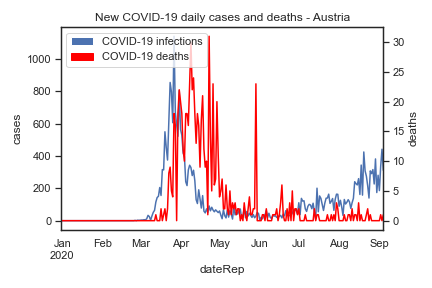 New COVID-19 daily cases and deaths - Austria
COVID-19 infections
COVID-19 deaths
cases
1000
800
600
400
200
0
deaths
30
25
20
15
10
5
0
Jan Feb Mar Apr May Jun Jul Aug Sep
2020
dateRep